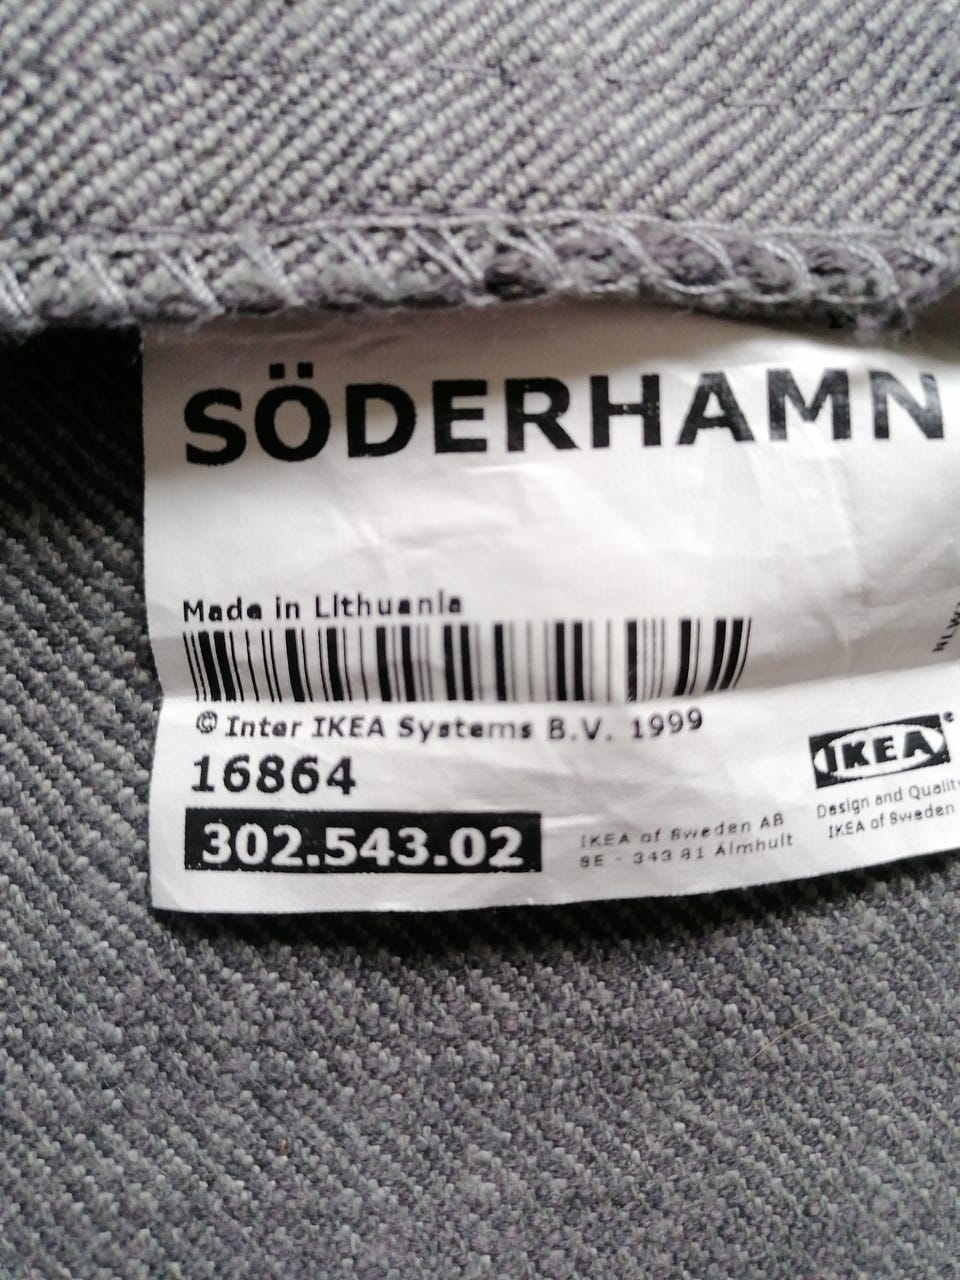 SÖDERHAMN
Made in Lithuania
© Inter IKEA Systems B.V. 1999
16864
302.543.02
IKEA of Sweden AB
SE - 343 81 Älmhult
IKEA®
Design and Quality
IKEA of Sweden